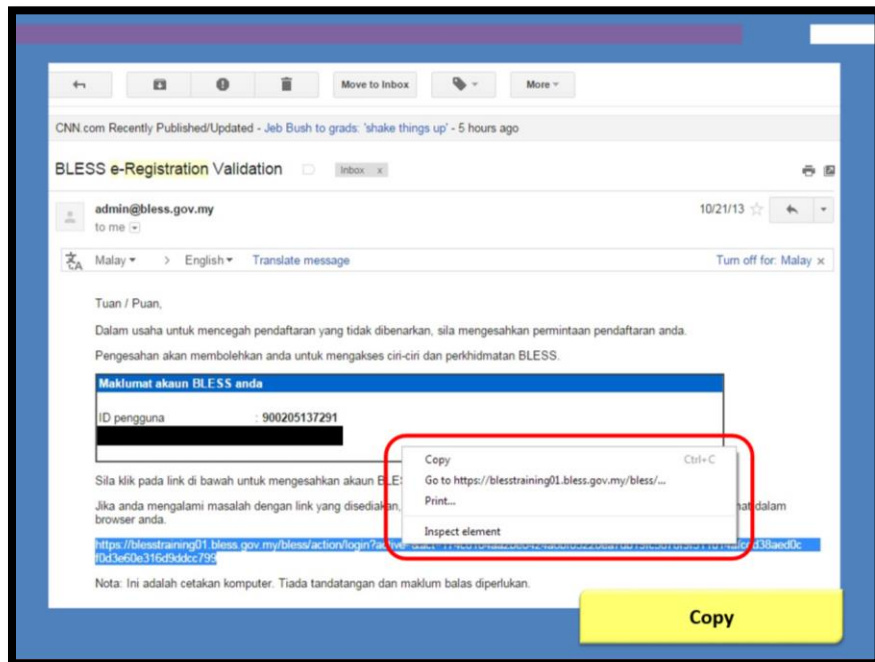 Move to Inbox
More
CNN.com Recently Published/Updated - Jeb Bush to grads: 'shake things up' - 5 hours ago
BLESS e-Registration Validation Inbox x
admin@bless.gov.my 10/21/13
to me
Malay > English Translate message Turn off for: Malay x
Tuan / Puan,
Dalam usaha untuk mencegah pendaftaran yang tidak dibenarkan, sila mengesahkan permintaan pendaftaran anda.
Pengesahan akan membolehkan anda untuk mengakses ciri-ciri dan perkhidmatan BLESS.
Maklumat akaun BLESS anda
ID pengguna : 900205137291
Copy Ctrl+C
Go to https://blesstraining01.bless.gov.my/bless/...
Print...
Inspect element
Sila klik pada link di bawah untuk mengesahkan akaun
Jika anda mengalami masalah dengan link yang disediakan, dalam
browser anda.
https://blesstraining01.bless.gov.my/bless/action/login?
f0d3e60e316d9ddcc799
Nota: Ini adalah cetakan komputer. Tiada tandatangan dan maklum balas diperlukan.
Copy